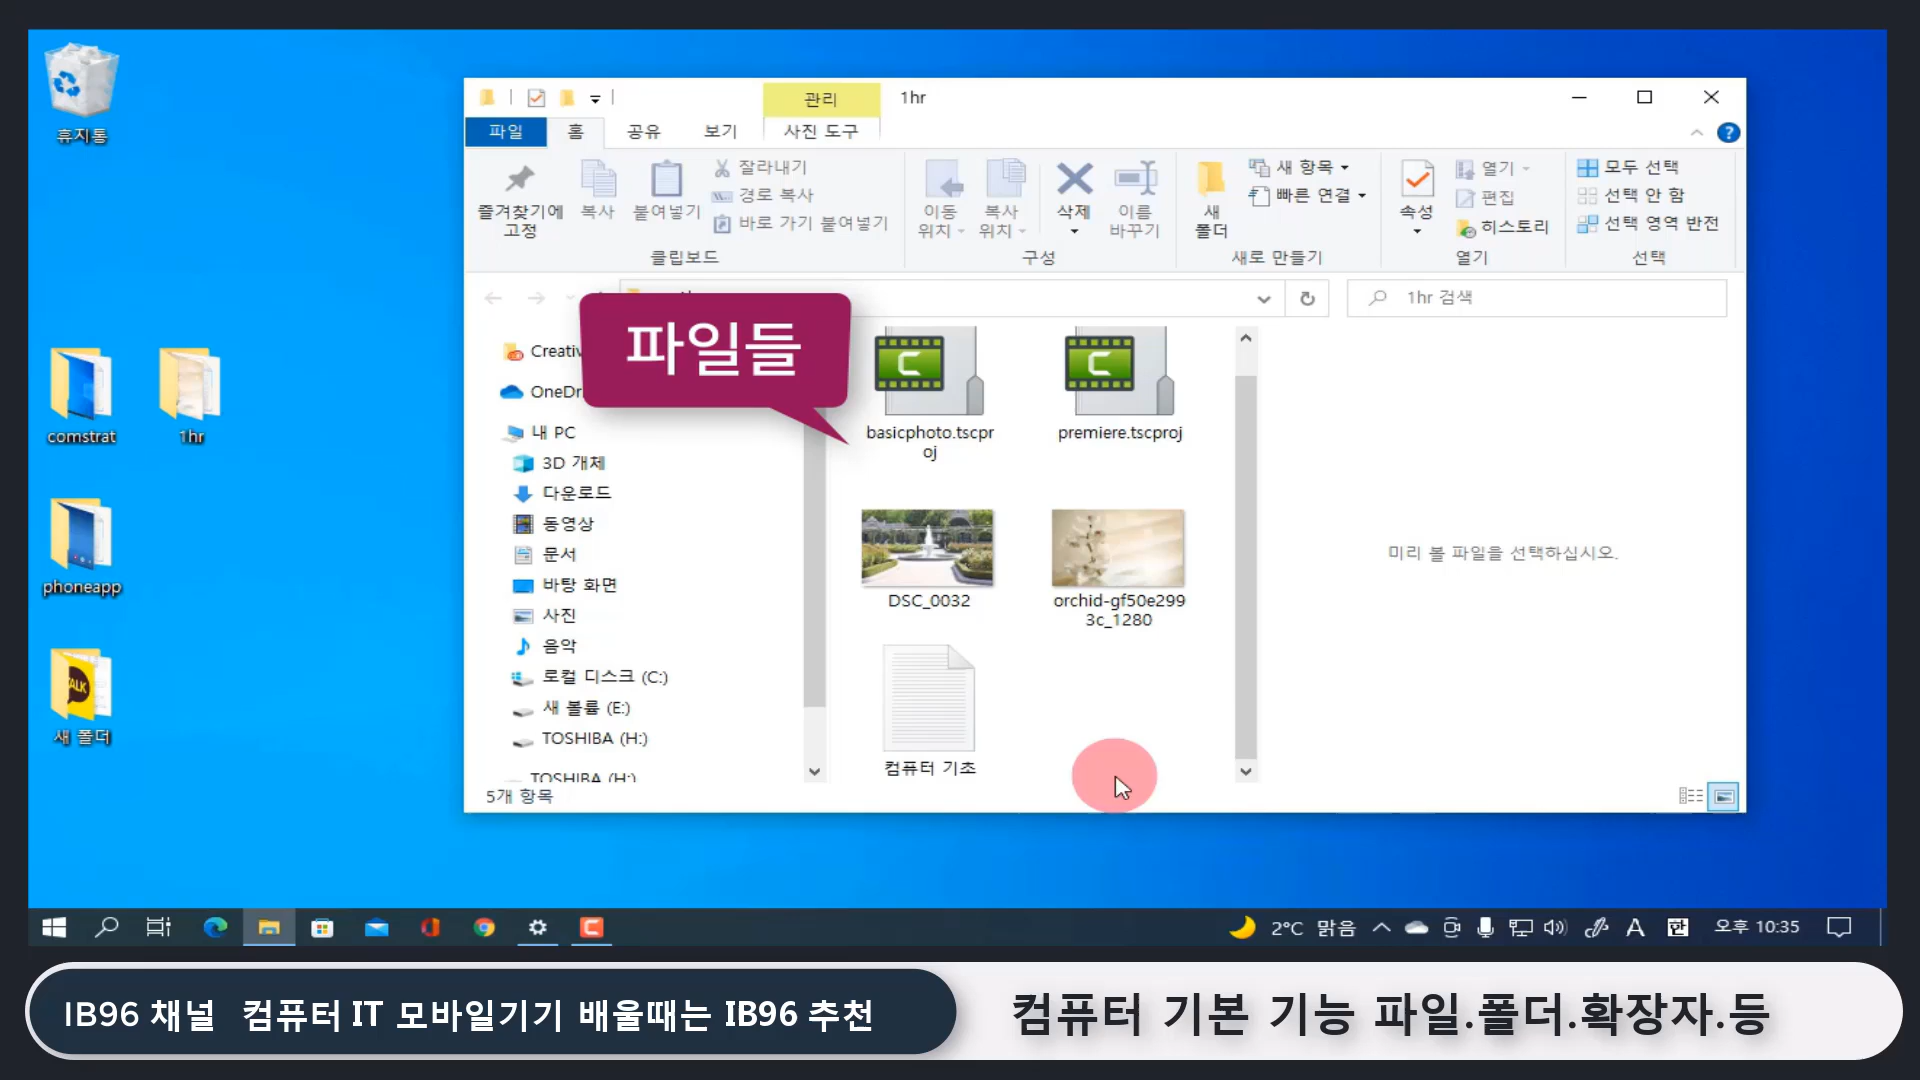 휴지통
comstrat
1hr
phoneapp
새 폴더
관리
1hr
파일
홈
공유
보기
사진 도구
즐겨찾기에
고정
복사
붙여넣기
잘라내기
경로 복사
바로 가기 붙여넣기
클립보드
이동
위치
복사
위치
삭제
이름
바꾸기
구성
새
폴더
새 항목
빠른 연결
새로 만들기
속성
열기
편집
히스토리
열기
모두 선택
선택 안 함
선택 영역 반전
선택
1hr 검색
파일들
내 PC
3D 개체
다운로드
동영상
문서
바탕 화면
사진
음악
로컬 디스크 (C:)
새 볼륨 (E:)
TOSHIBA (H:)
TOSHIBA (H:)
5개 항목
basicphoto.tscpr
oj
premiere.tscproj
DSC_0032
orchid-gf50e299
3c_1280
컴퓨터 기초
미리 볼 파일을 선택하십시오.
2°C 맑음
A
한
오후 10:35
IB96 채널 컴퓨터 IT 모바일기기 배울때는 IB96 추천
컴퓨터 기본 기능 파일.폴더.확장자.등